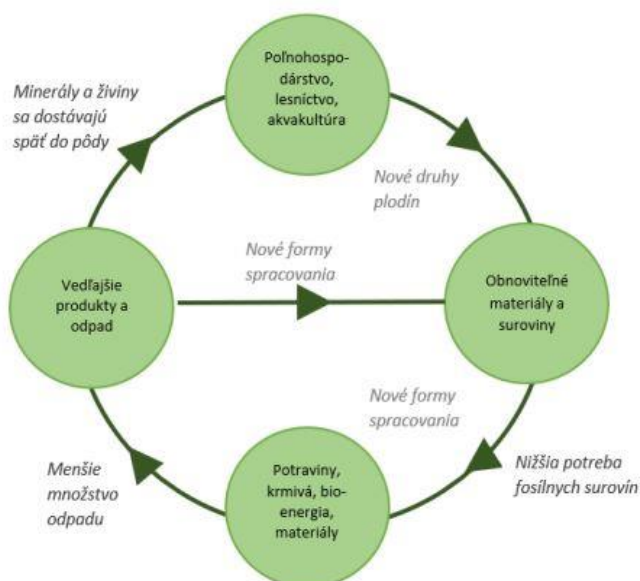 Poľnohospo-
dárstvo,
lesníctvo,
akvakultúra
Minerály a živiny
sa dostávajú
späť do pôdy
Nové druhy
plodín
Nové formy
spracovania
Vedľajšie
produkty a
odpad
Obnoviteľné
materiály a
suroviny
Nové formy
spracovania
Menšie
množstvo
odpadu
Potraviny,
krmivá, bio-
energia,
materiály
Nižšia potreba
fosílnych surovín